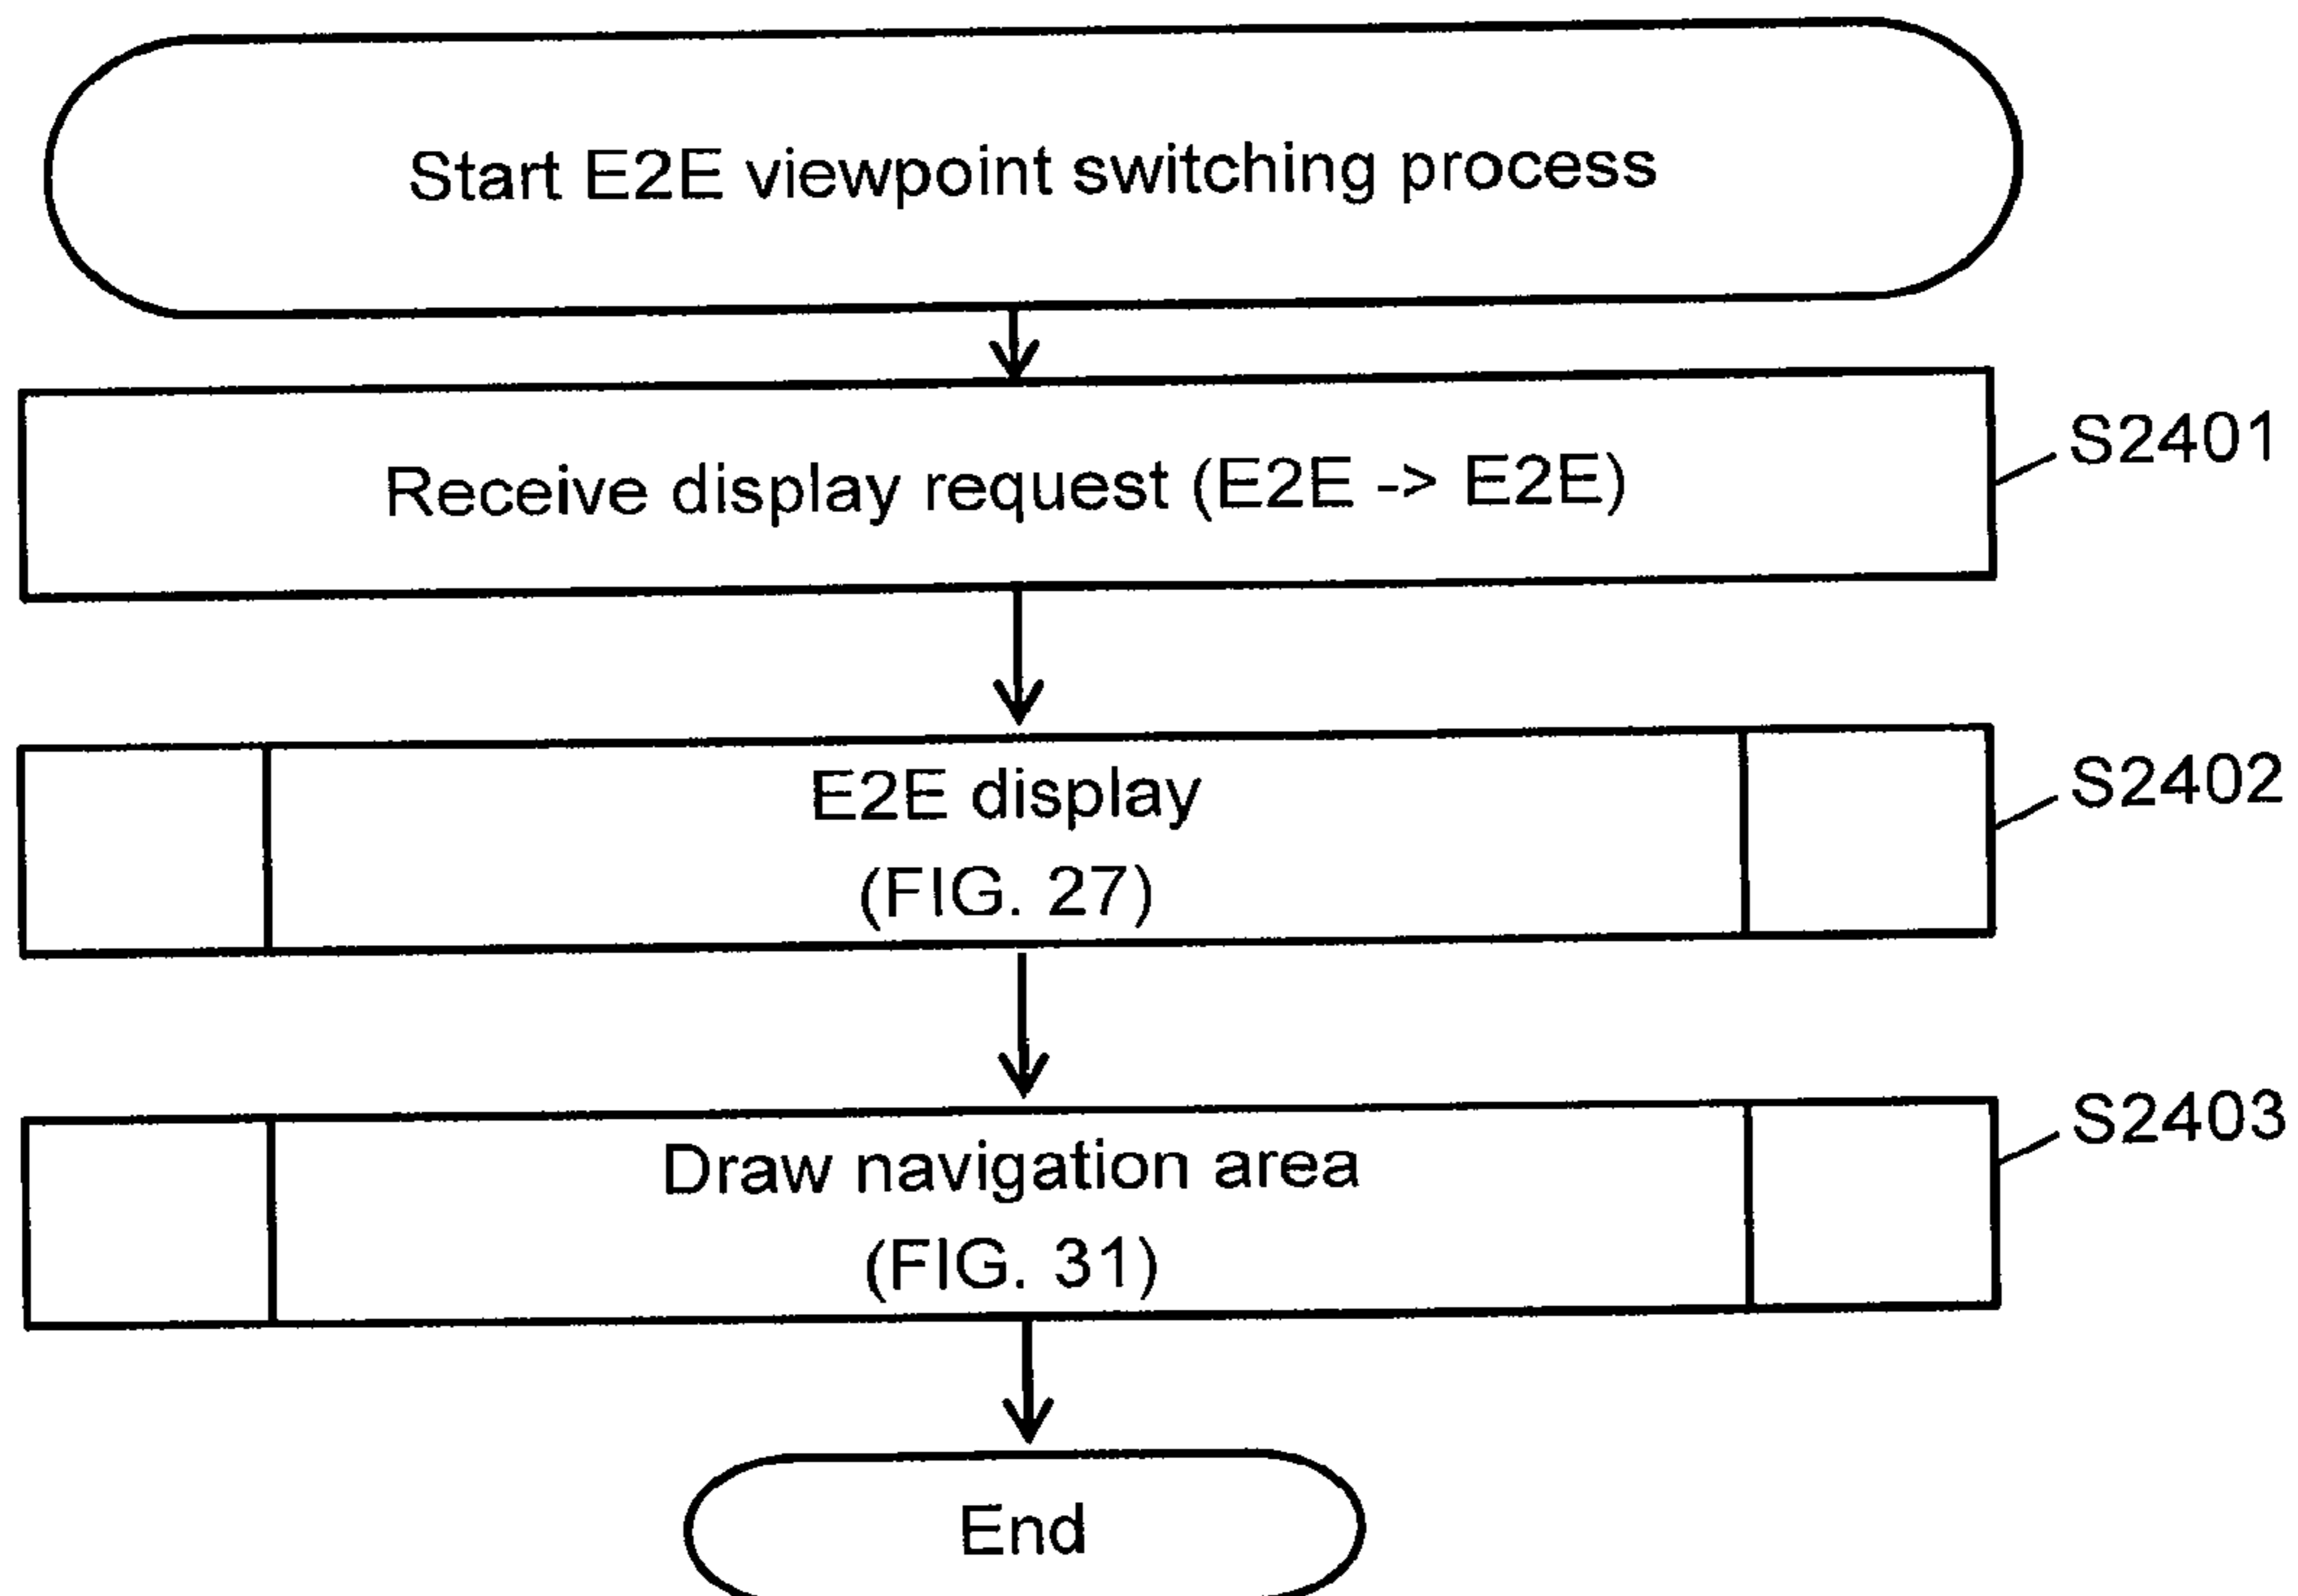 Start E2E viewpoint switching process
Receive display request (E2E -> E2E)
S2401
E2E display
(FIG. 27)
S2402
Draw navigation area
(FIG. 31)
S2403
End